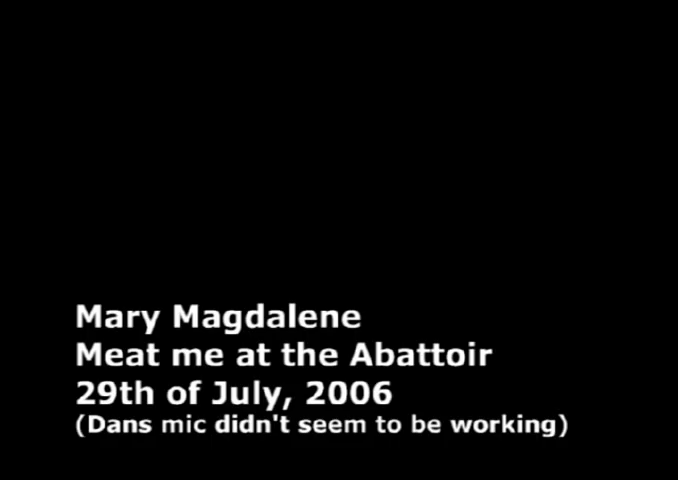 Mary Magdalene
Meat me at the Abattoir
29th of July, 2006
(Dans mic didn't seem to be working)